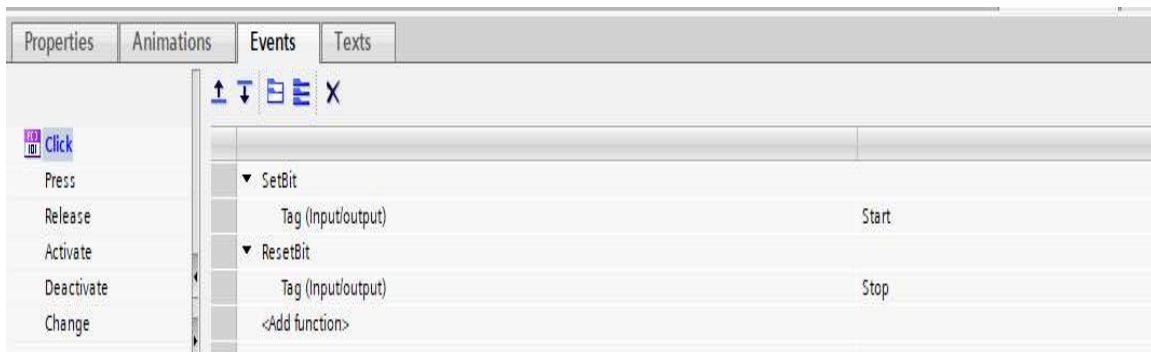 Properties Animations Events Texts
Click
Press
SetBit
Release
Tag (Input/output) Start
Activate
ResetBit
Deactivate
Tag (Input/output) Stop
Change
<Add function>